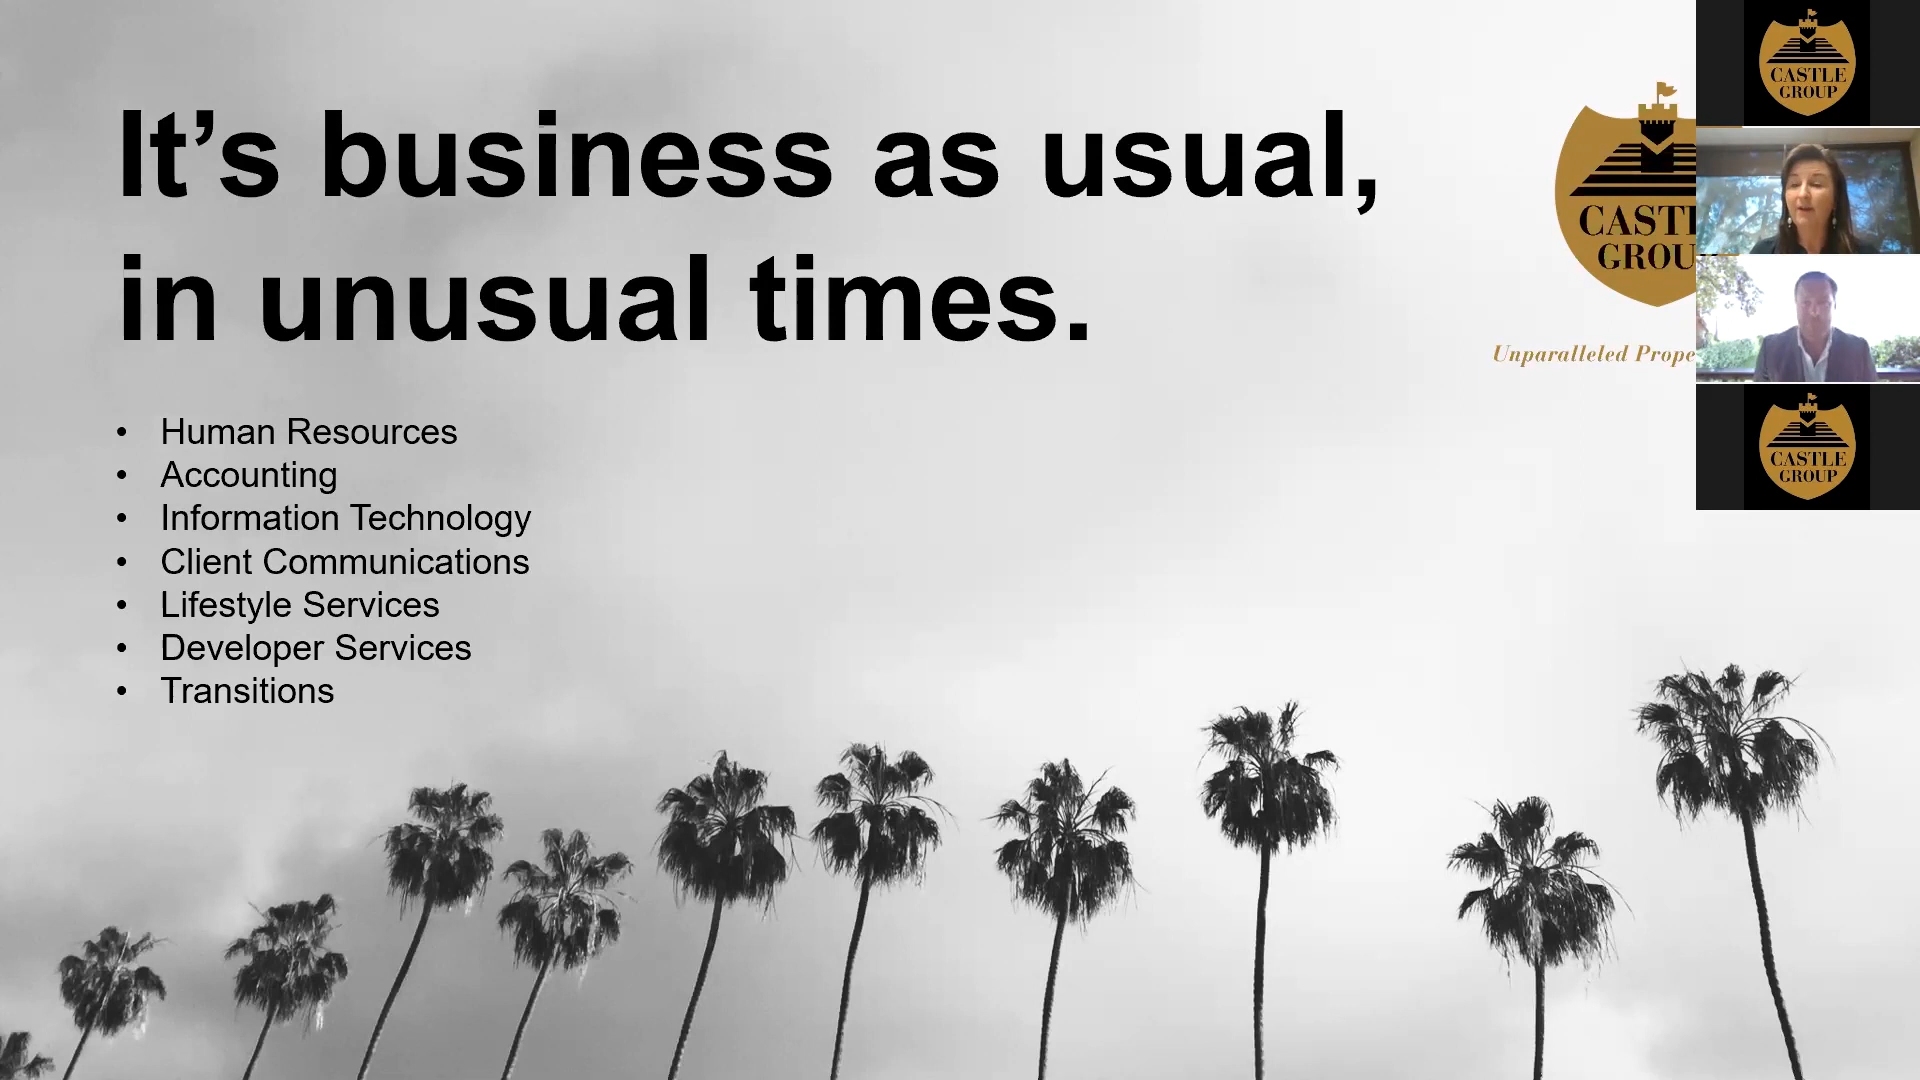 It’s business as usual,
in unusual times.
• Human Resources
• Accounting
• Information Technology
• Client Communications
• Lifestyle Services
• Developer Services
• Transitions
GROUP
Unparalleled
CASTLE
GROUP
CASTLE
GROUP